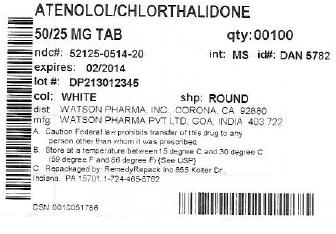 ATENOLOL/CHLORTHALIDONE
50/25 MG TAB qty:00100
ndc#: 52125-0514-20 int: MS id#: DAN 5782
expires: 02/2014
lot #: DP213012345
col: WHITE shp: ROUND
dist WATSON PHARMA, INC. CORONA, CA 92880
mfg. WATSON PHARMA PVT LTD, GOA, INDIA 403 722
A. Caution Federal law prohibits transfer of this drug to any
person other than whom it was prescribed.
B. Store at a temperature between 15 degree C and 30 degree C
(59 degree F and 86 degree F) (See USP)
C. Repackaged by: RemedyRepack Inc 655 Kolter Dr.,
Indiana, PA 15701, 1-724-465-8762
CSN 0010051786